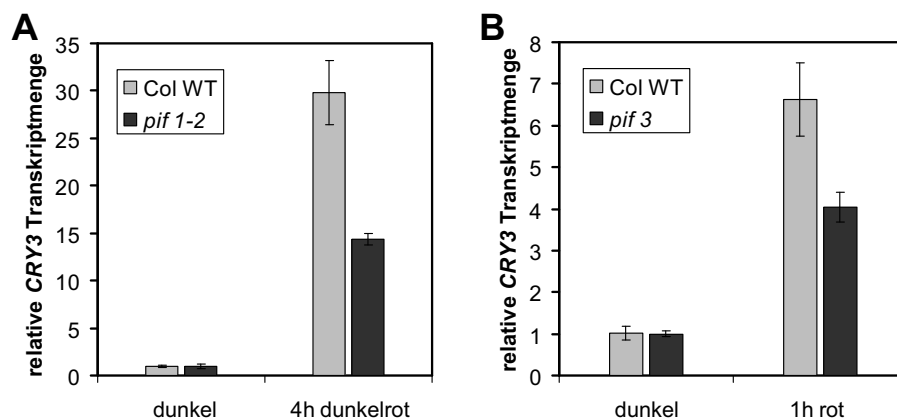 A
relative CRY3 Transkriptmenge
35
30
25
20
15
10
5
0
Col WT
pif 1-2
dunkel
4h dunkelrot
B
relative CRY3 Transkriptmenge
8
7
6
5
4
3
2
1
0
Col WT
pif 3
dunkel
1h rot